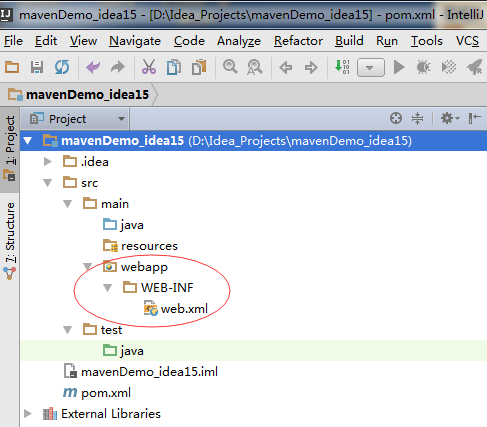 mavenDemo_idea15 - [D:\Idea_Projects\mavenDemo_idea15] - pom.xml - IntelliJ
File Edit View Navigate Code Analyze Refactor Build Run Tools VCS
mavenDemo_idea15
1: Project
7: Structure
Project
mavenDemo_idea15 (D:\Idea_Projects\mavenDemo_idea15)
.idea
src
main
java
resources
webapp
WEB-INF
web.xml
test
java
mavenDemo_idea15.iml
pom.xml
External Libraries